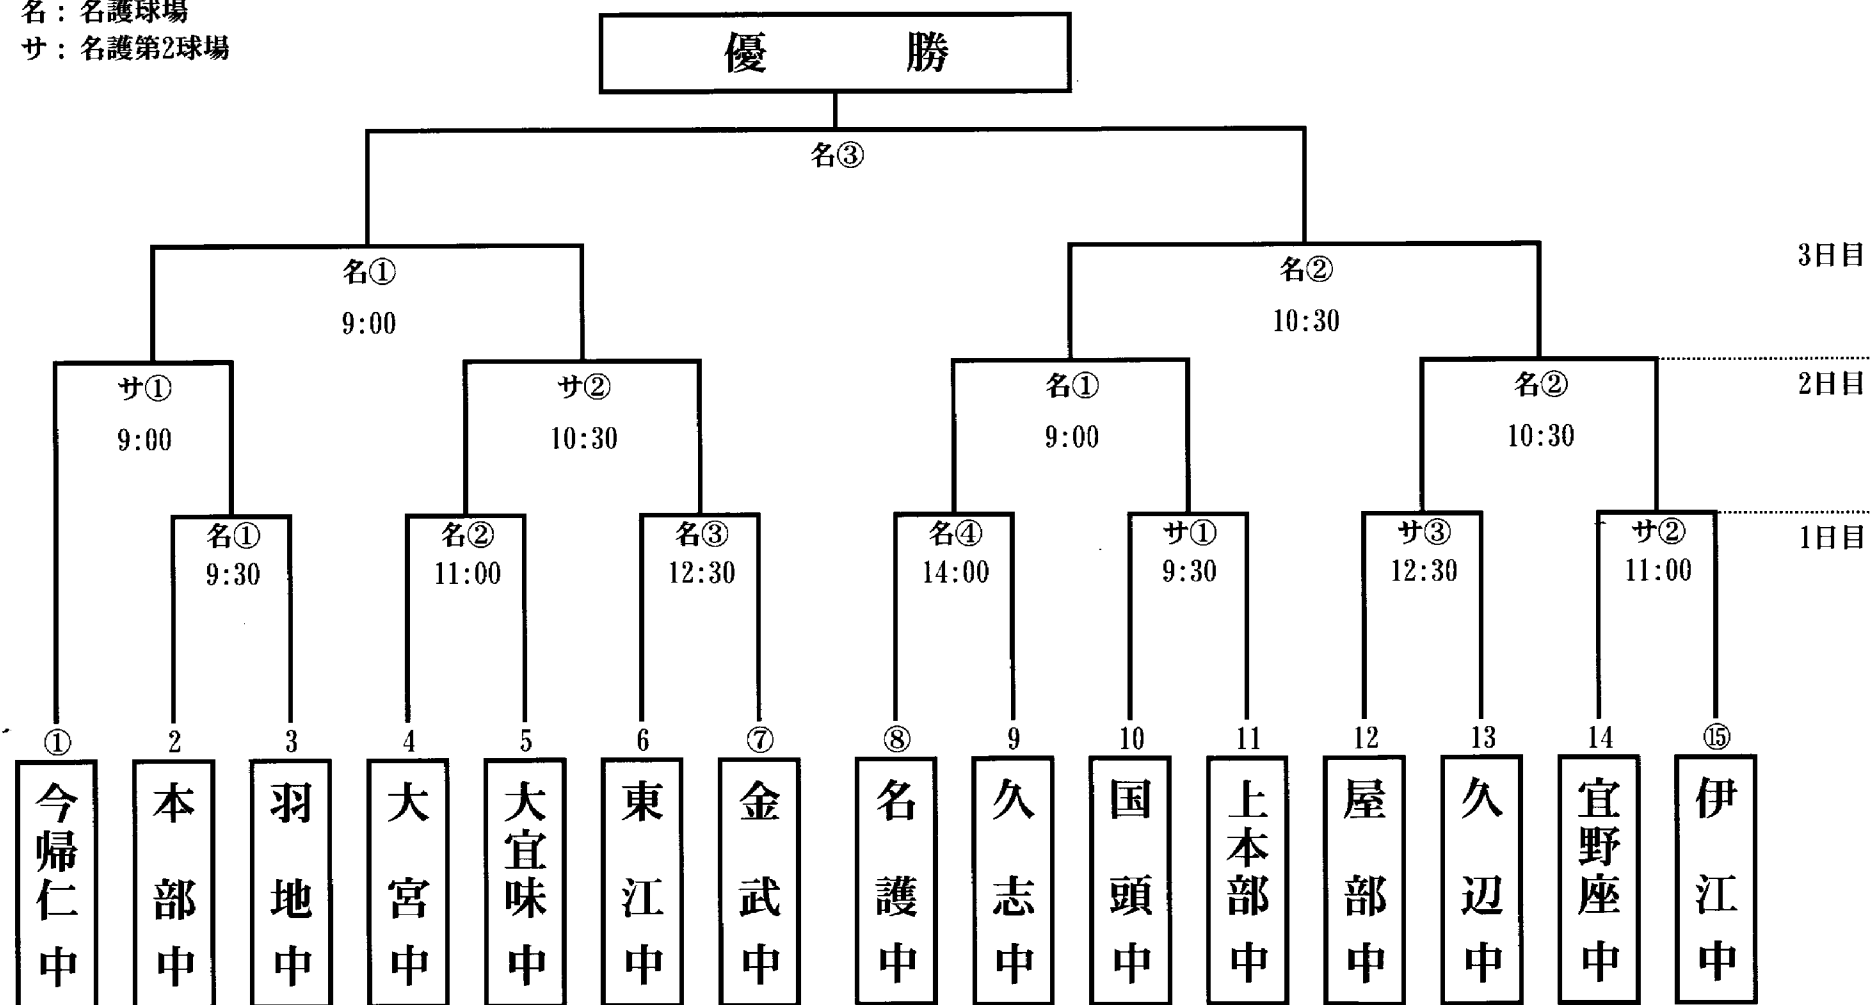 名：名護球場
サ：名護第2球場
優　勝
名③
名①
9:00
名②
10:30
3日目
サ①
9:00
サ②
10:30
名①
9:00
名②
10:30
2日目
名①
9:30
名②
11:00
名③
12:30
名④
14:00
サ①
9:30
サ③
12:30
サ②
11:00
1日目
①
2
3
4
5
6
⑦
⑧
9
10
11
12
13
14
⑮
今帰仁中
本部中
羽地中
大宮中
大宜味中
東江中
金武中
名護中
久志中
国頭中
上本部中
屋部中
久辺中
宜野座中
伊江中